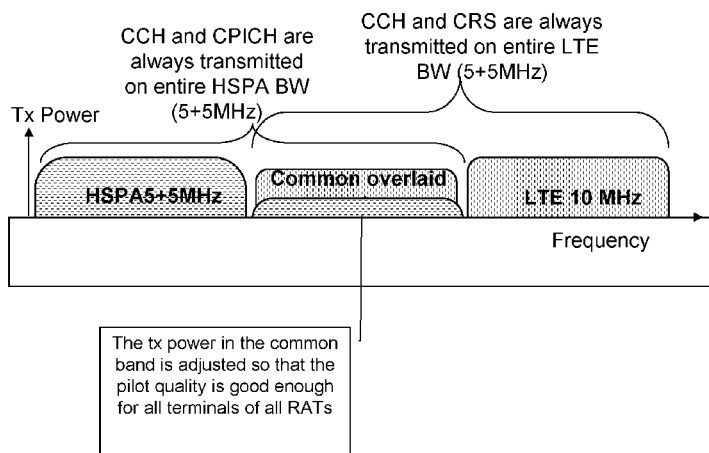 CCH and CPICH are
always transmitted
on entire HSPA BW
(5+5MHz)
CCH and CRS are always
transmitted on entire LTE
BW (5+5MHz)
Tx Power
HSPA5+5MHz
Common overlaid
LTE 10 MHz
Frequency
The tx power in the common
band is adjusted so that the
pilot quality is good enough
for all terminals of all RATs